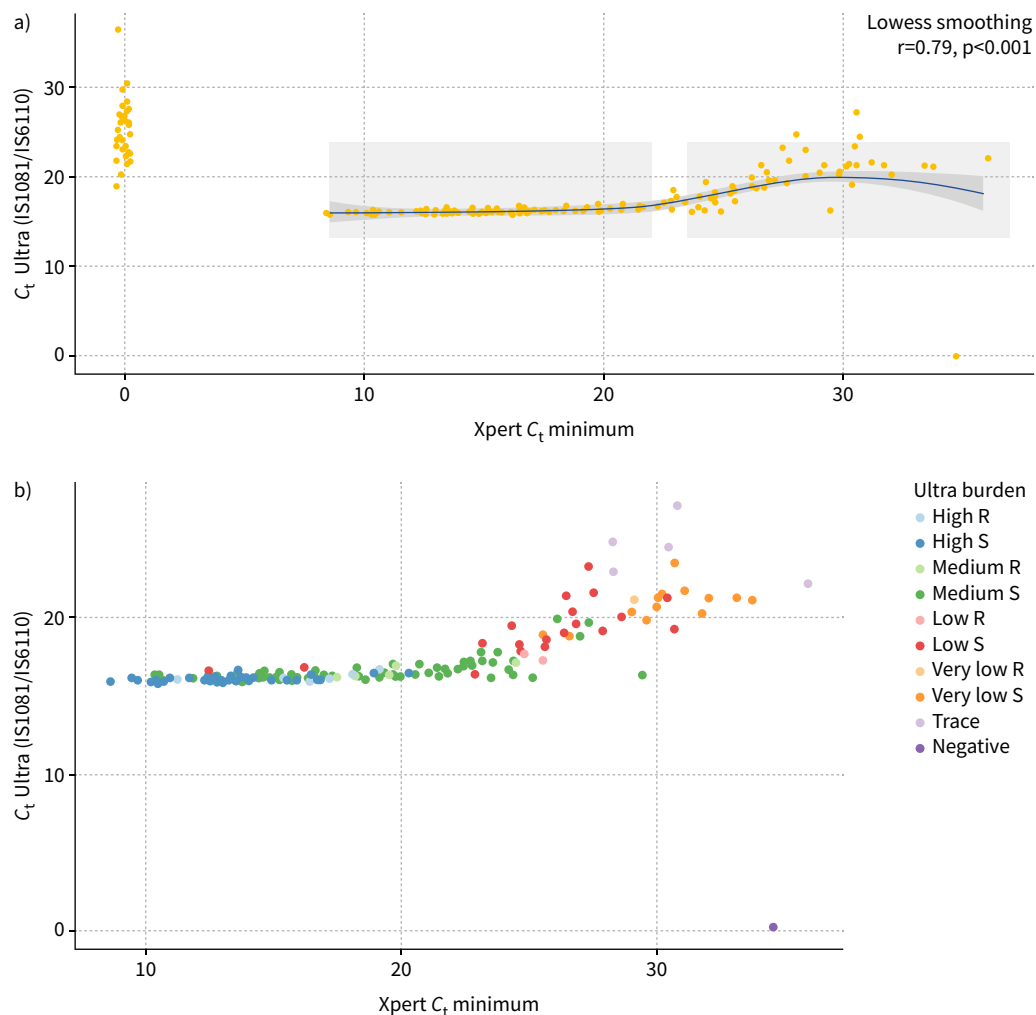 a)
Lowess smoothing
r=0.79, p<0.001
Ct Ultra (IS1081/IS6110)
30
20
10
0
0 10 20 30
Xpert Ct minimum
b)
Ct Ultra (IS1081/IS6110)
20
10
0
10 20 30
Xpert Ct minimum
Ultra burden
High R
High S
Medium R
Medium S
Low R
Low S
Very low R
Very low S
Trace
Negative